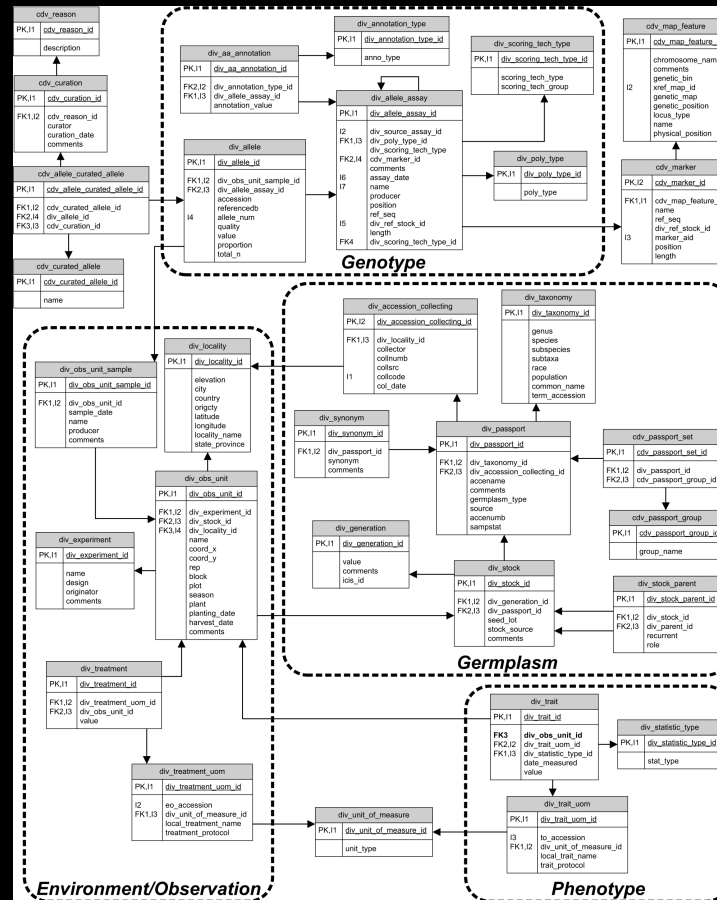 cdv_reason
PK,I1 cdv_reason_id
description
cdv_curation
PK,I1 cdv_curation_id
FK1,I2 cdv_reason_id
curator
curation_date
comments
cdv_allele_curated_allele
PK,I1 cdv_allele_curated_allele_id
FK1,I2 cdv_curated_allele_id
FK2,I4 div_allele_id
FK3,I3 cdv_curation_id
cdv_curated_allele
PK,I1 cdv_curated_allele_id
name
div_annotation_type
PK,I1 div_annotation_type_id
anno_type
div_aa_annotation
PK,I1 div_aa_annotation_id
FK2,I2 div_annotation_type_id
FK1,I3 div_allele_assay_id
annotation_value
div_scoring_tech_type
PK,I1 div_scoring_tech_type_id
scoring_tech_type
scoring_tech_group
div_allele_assay
PK,I1 div_allele_assay_id
I2 div_source_assay_id
FK1,I3 div_poly_type_id
div_scoring_tech_type
FK2,I4 cdv_marker_id
comments
I6 assay_date
I7 name
producer
position
ref_seq
I5 div_ref_stock_id
length
FK4 div_scoring_tech_type_id
div_allele
PK,I1 div_allele_id
FK1,I2 div_obs_unit_sample_id
FK2,I3 div_allele_assay_id
accession
referencedb
I4 allele_num
quality
value
proportion
total_n
div_poly_type
PK,I1 div_poly_type_id
poly_type
Genotype
cdv_map_feature
PK,I1 cdv_map_feature_
chromosome_nam
comments
genetic_bin
I2 xref_map_id
genetic_map
genetic_position
locus_type
name
physical_position
cdv_marker
PK,I2 cdv_marker_id
FK1,I1 cdv_map_feature_
name
ref_seq
div_ref_stock_id
I3 marker_aid
position
length
div_obs_unit_sample
PK,I1 div_obs_unit_sample_id
FK1,I2 div_obs_unit_id
sample_date
name
producer
comments
div_locality
PK,I1 div_locality_id
elevation
city
country
origcty
latitude
longitude
locality_name
state_province
div_obs_unit
PK,I1 div_obs_unit_id
FK1,I2 div_experiment_id
FK2,I3 div_stock_id
FK3,I4 div_locality_id
name
coord_x
coord_y
rep
block
plot
season
plant
planting_date
harvest_date
comments
div_experiment
PK,I1 div_experiment_id
name
design
originator
comments
div_treatment
PK,I1 div_treatment_id
FK1,I2 div_treatment_uom_id
FK2,I3 div_obs_unit_id
value
div_treatment_uom
PK,I1 div_treatment_uom_id
I2 eo_accession
FK1,I3 div_unit_of_measure_id
local_treatment_name
treatment_protocol
Environment/Observation
div_accession_collecting
PK,I2 div_accession_collecting_id
FK1,I3 div_locality_id
collector
collnumb
collsrc
I1 collcode
col_date
div_taxonomy
PK,I1 div_taxonomy_id
genus
species
subspecies
subtaxa
race
population
common_name
term_accession
div_synonym
PK,I1 div_synonym_id
FK1,I2 div_passport_id
synonym
comments
div_passport
PK,I1 div_passport_id
FK1,I2 div_taxonomy_id
FK2,I3 div_accession_collecting_id
accename
comments
germplasm_type
source
accenumb
sampstat
cdv_passport_set
PK,I1 cdv_passport_set_id
FK1,I2 div_passport_id
FK2,I3 cdv_passport_group_id
cdv_passport_group
PK,I1 cdv_passport_group_id
group_name
div_generation
PK,I1 div_generation_id
value
comments
icis_id
div_stock
PK,I1 div_stock_id
FK1,I2 div_generation_id
FK2,I3 div_passport_id
seed_lot
stock_source
comments
div_stock_parent
PK,I1 div_stock_parent_id
FK1,I2 div_stock_id
FK2,I3 div_parent_id
recurrent
role
Germplasm
div_trait
PK,I1 div_trait_id
FK3 div_obs_unit_id
FK2,I2 div_trait_uom_id
FK1,I3 div_statistic_type_id
date_measured
value
div_statistic_type
PK,I1 div_statistic_type_id
stat_type
div_unit_of_measure
PK,I1 div_unit_of_measure_id
unit_type
div_trait_uom
PK,I1 div_trait_uom_id
I3 to_accession
FK1,I2 div_unit_of_measure_id
local_trait_name
trait_protocol
Phenotype